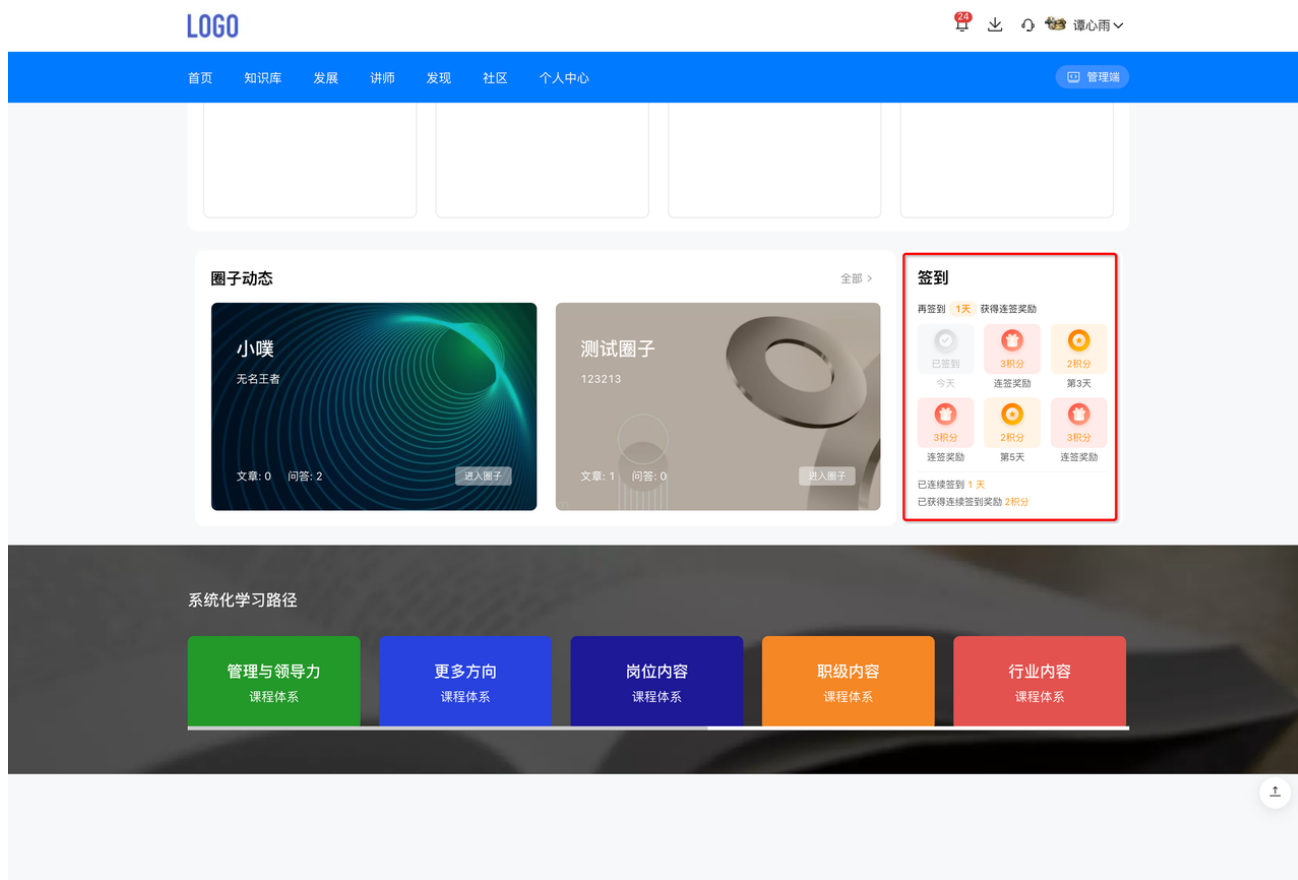 LOGO
24
谭心雨
首页 知识库 发展 讲师 发现 社区 个人中心
管理端
圈子动态
全部 >
小噗
无名王者
文章: 0 问答: 2
进入圈子
测试圈子
123213
文章: 1 问答: 0
进入圈子
签到
再签到 1天 获得连签奖励
已签到 3积分 2积分
今天 连签奖励 第3天
3积分 2积分 3积分
连签奖励 第5天 连签奖励
已连续签到 1 天
已获得连续签到奖励 2积分
系统化学习路径
管理与领导力 更多方向 岗位内容 职级内容 行业内容
课程体系 课程体系 课程体系 课程体系 课程体系